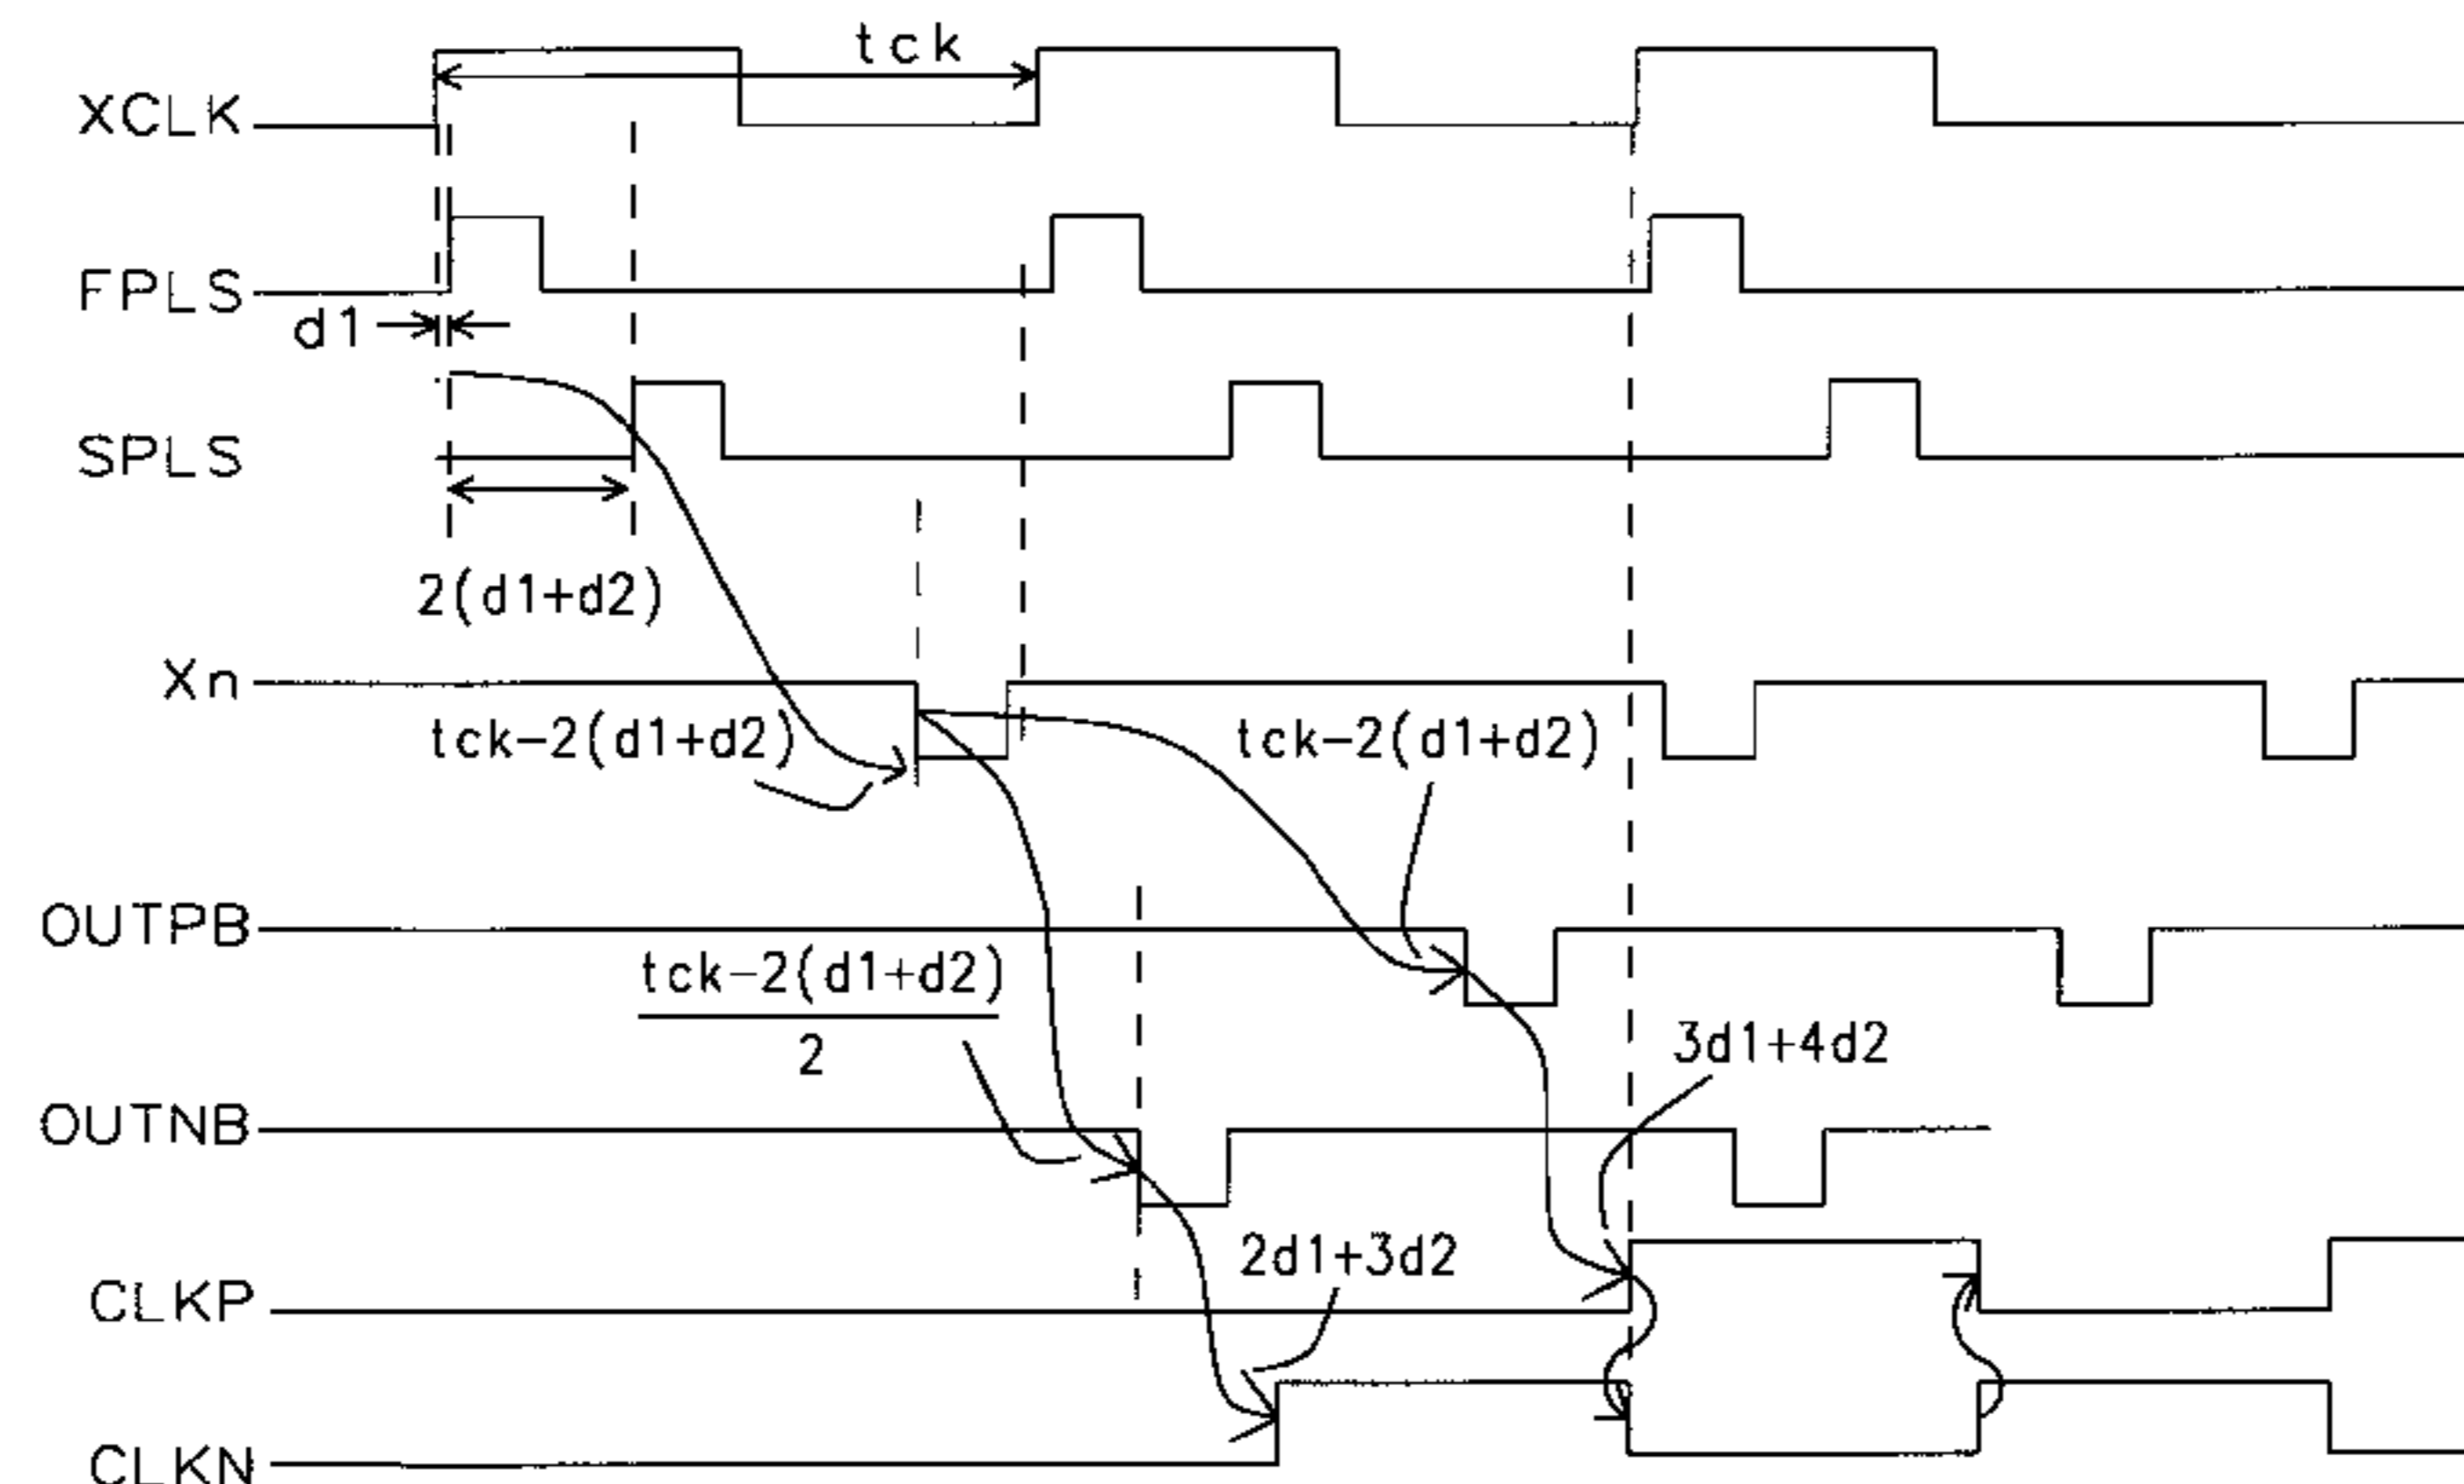 tck
XCLK
FPLS
d1
SPLS
2(d1+d2)
Xn
tck-2(d1+d2)
tck-2(d1+d2)
OUTPB
tck-2(d1+d2)
2
3d1+4d2
OUTNB
2d1+3d2
CLKP
CLKN